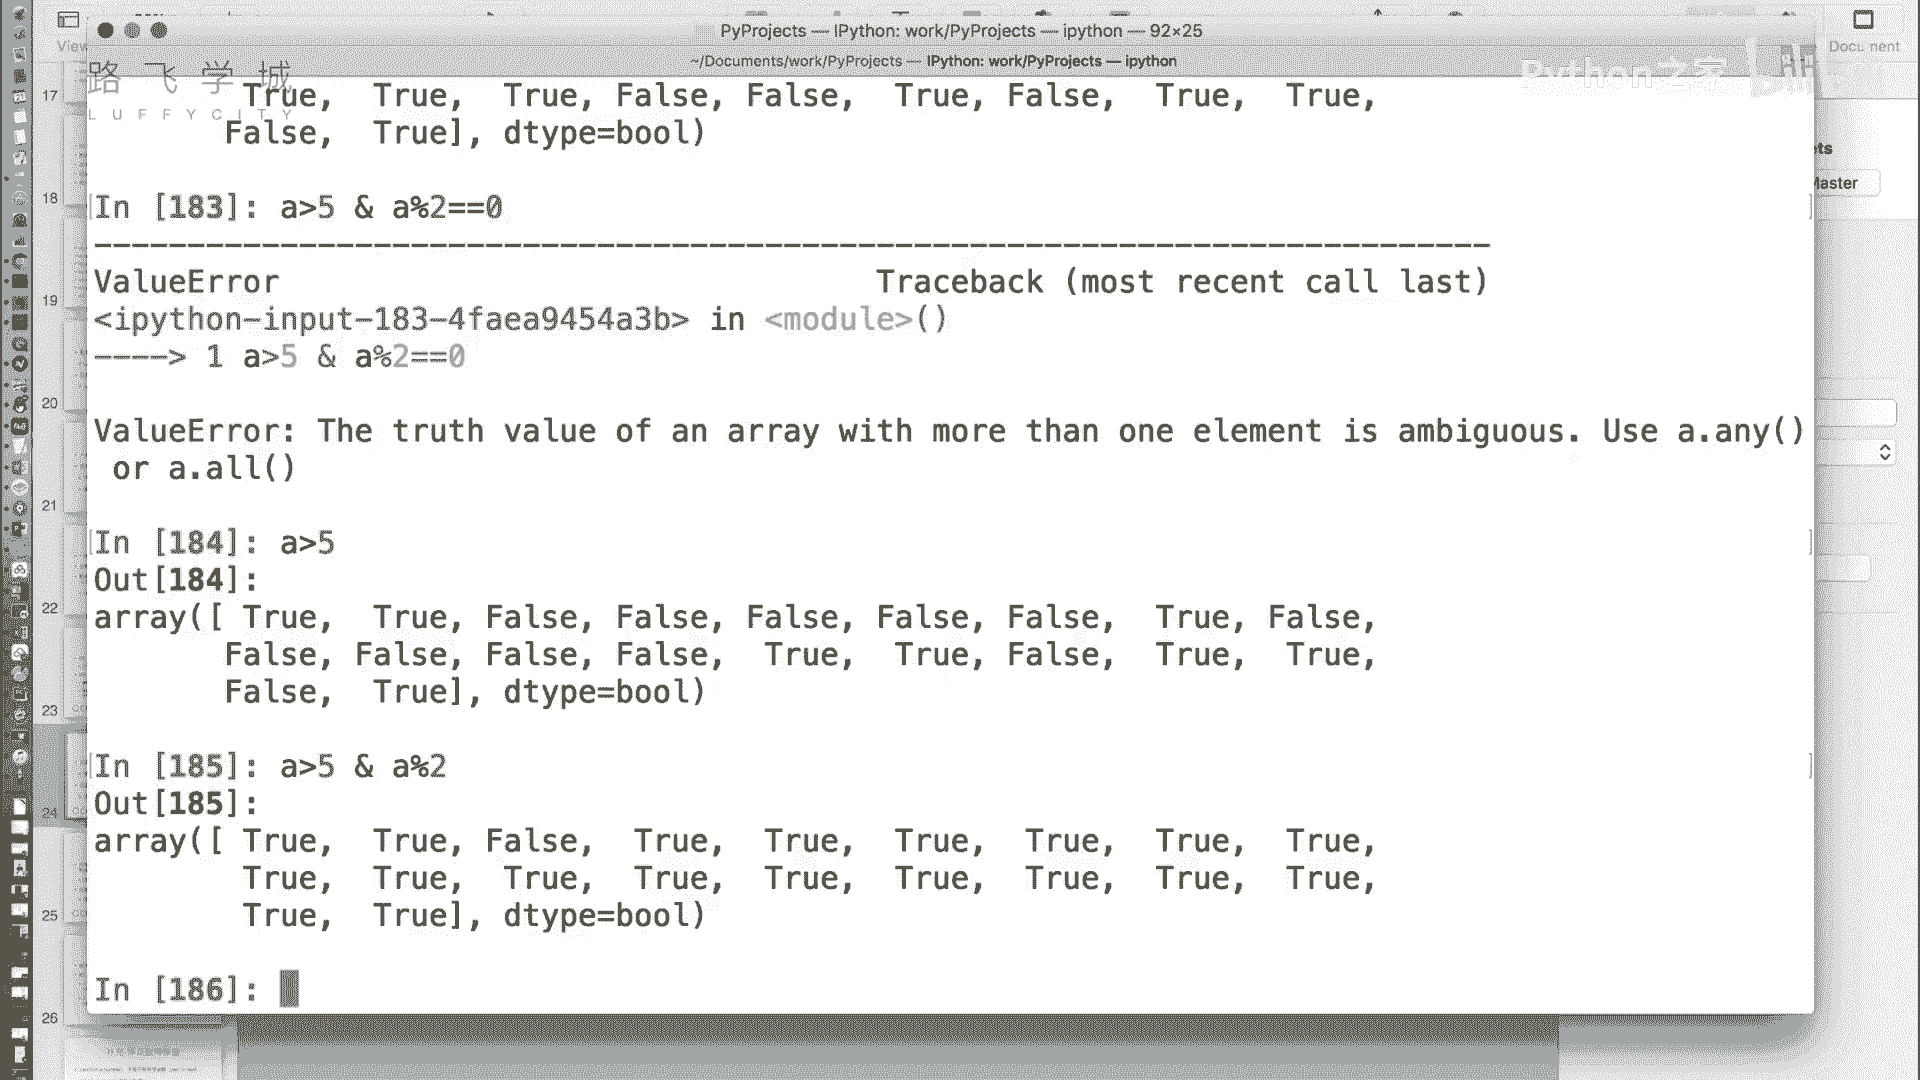 PyProjects — IPython: work/PyProjects — ipython — 92×25
View
Document
~/Documents/work/PyProjects — IPython: work/PyProjects — ipython
路飞学城
LUFFYCITY
Python之家
17
True, True, True, False, False, True, False, True, True,
False, True], dtype=bool)
Master
18
In [183]: a>5 & a%2==0
--------------------------------------------------------------------------
ValueError Traceback (most recent call last)
19
<ipython-input-183-4faea9454a3b> in <module>()
----> 1 a>5 & a%2==0
20
ValueError: The truth value of an array with more than one element is ambiguous. Use a.any()
or a.all()
21
In [184]: a>5
Out[184]:
22
array([ True, True, False, False, False, False, False, True, False,
False, False, False, False, True, True, False, True, True,
False, True], dtype=bool)
23
In [185]: a>5 & a%2
Out[185]:
24
array([ True, True, False, True, True, True, True, True, True,
True, True, True, True, True, True, True, True, True,
25
True, True], dtype=bool)
In [186]:
26